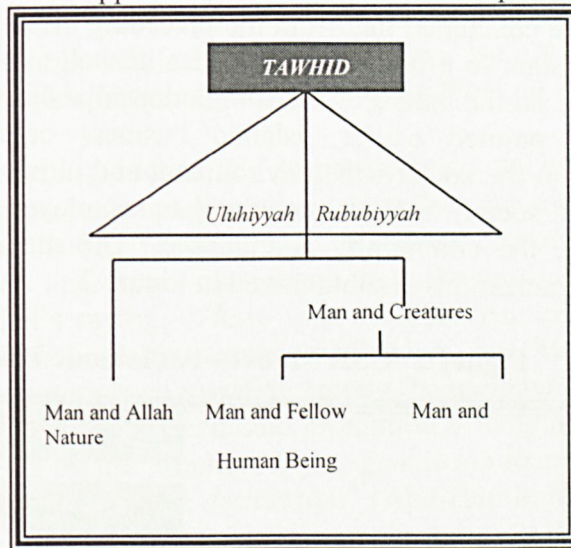 TAWHID
Uluhiyyah Rububiyyah
Man and Creatures
Man and Allah Man and Fellow Man and
Nature
Human Being